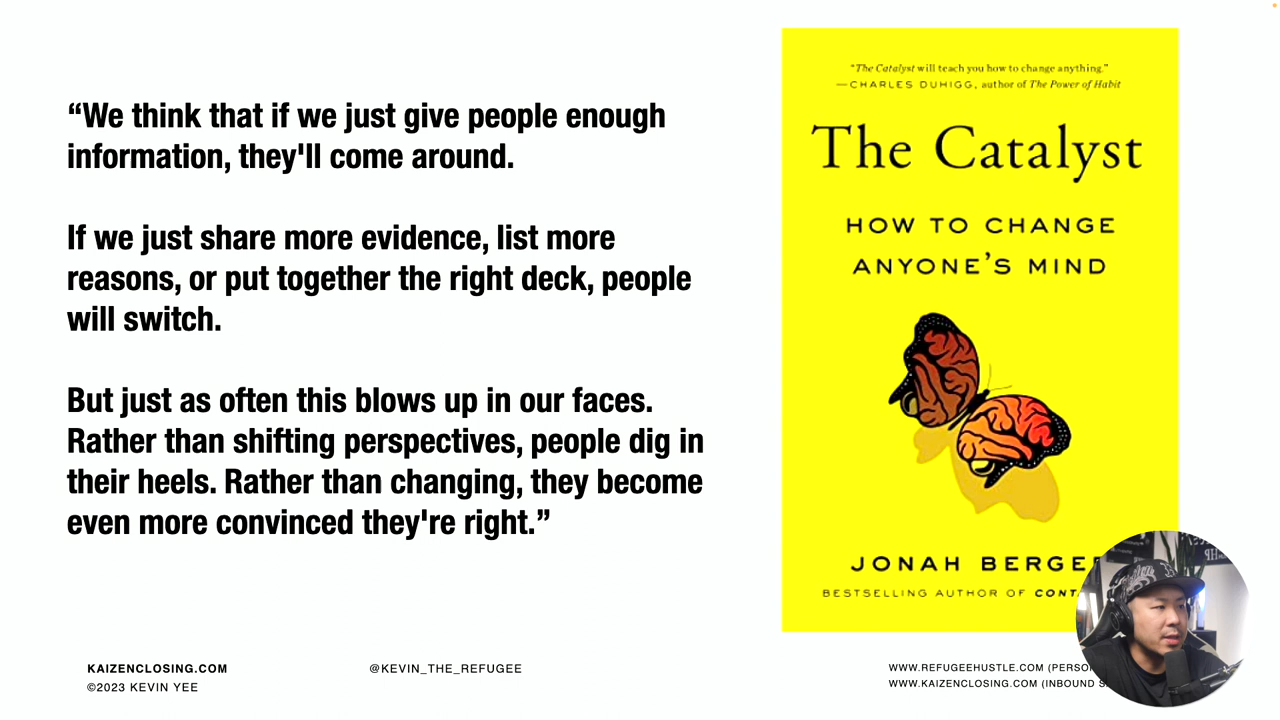 “We think that if we just give people enough
information, they'll come around.
If we just share more evidence, list more
reasons, or put together the right deck, people
will switch.
But just as often this blows up in our faces.
Rather than shifting perspectives, people dig in
their heels. Rather than changing, they become
even more convinced they're right.”
“The Catalyst will teach you how to change anything.”
—CHARLES DUHIGG, author of The Power of Habit
The Catalyst
HOW TO CHANGE
ANYONE’S MIND
JONAH BERGER
BESTSELLING AUTHOR OF
KAIZENCLOSING.COM
©2023 KEVIN YEE
@KEVIN_THE_REFUGEE
WWW.REFUGEEHUSTLE.COM
WWW.KAIZENCLOSING.COM (INBOUND